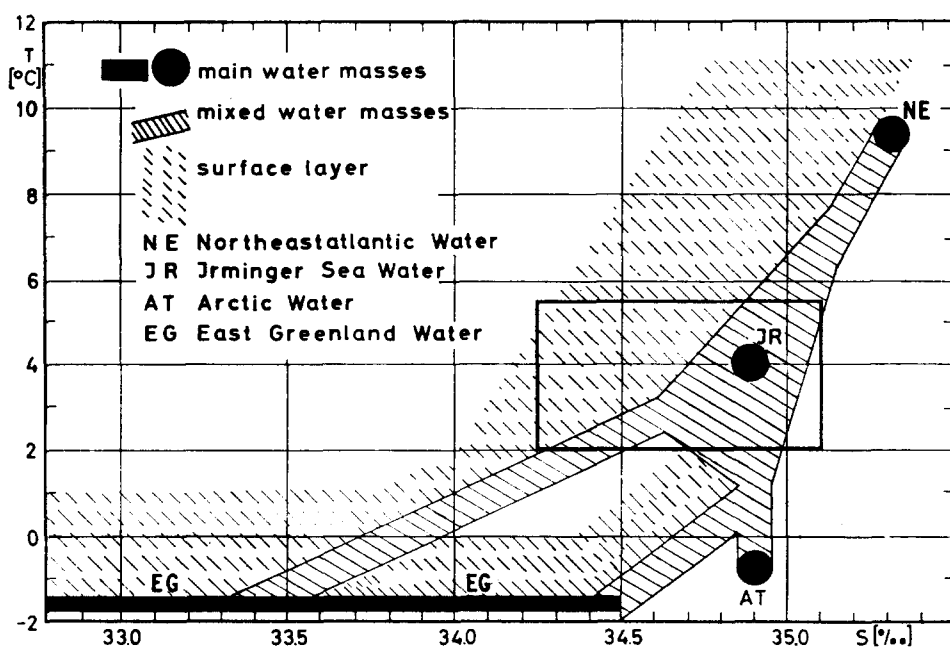 12
T
[°C]
10
8
6
4
2
0
-2
main water masses
mixed water masses
surface layer
NE Northeastatlantic Water
JR Jrminger Sea Water
AT Arctic Water
EG East Greenland Water
NE
JR
EG
EG
AT
33.0
33.5
34.0
34.5
35.0
S[‰]